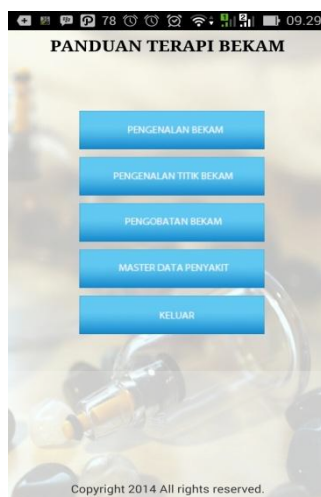 78 09.29
PANDUAN TERAPI BEKAM
PENGENALAN BEKAM
PENGENALAN TITIK BEKAM
PENGOBATAN BEKAM
MASTER DATA PENYAKIT
KELUAR
Copyright 2014 All rights reserved.